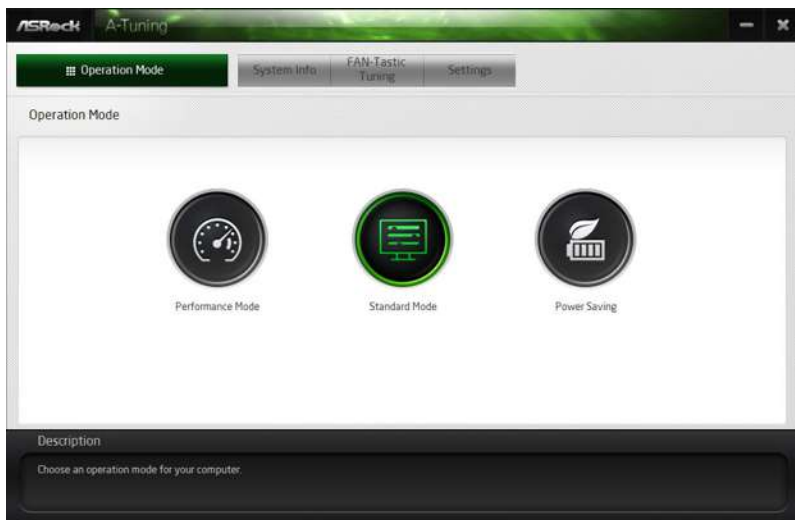 ASRock A-Tuning
Operation Mode System Info FAN-Tastic Tuning Settings
Operation Mode
Performance Mode Standard Mode Power Saving
Description
Choose an operation mode for your computer.